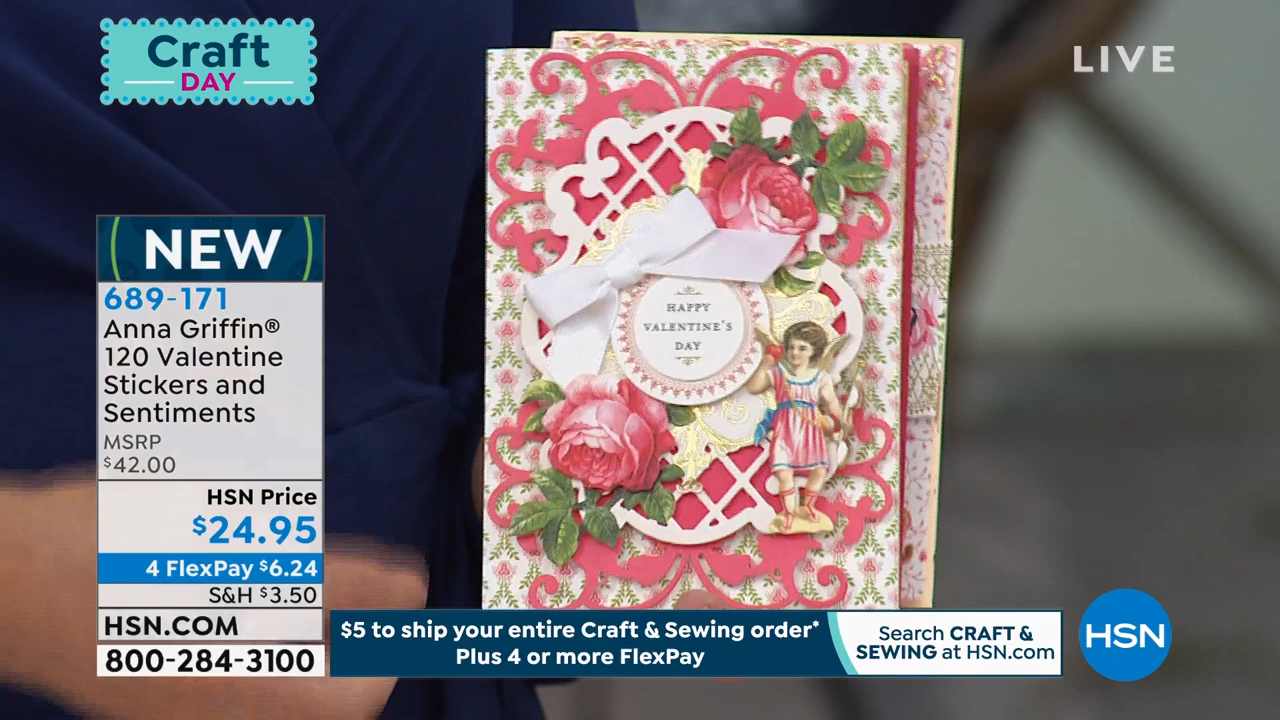 Craft
DAY
LIVE
NEW
689-171
Anna Griffin®
120 Valentine
Stickers and
Sentiments
MSRP
$42.00
HSN Price
$24.95
4 FlexPay $6.24
S&H $3.50
HSN.COM
800-284-3100
HAPPY
VALENTINE'S
DAY
$5 to ship your entire Craft & Sewing order*
Plus 4 or more FlexPay
Search CRAFT &
SEWING at HSN.com
HSN